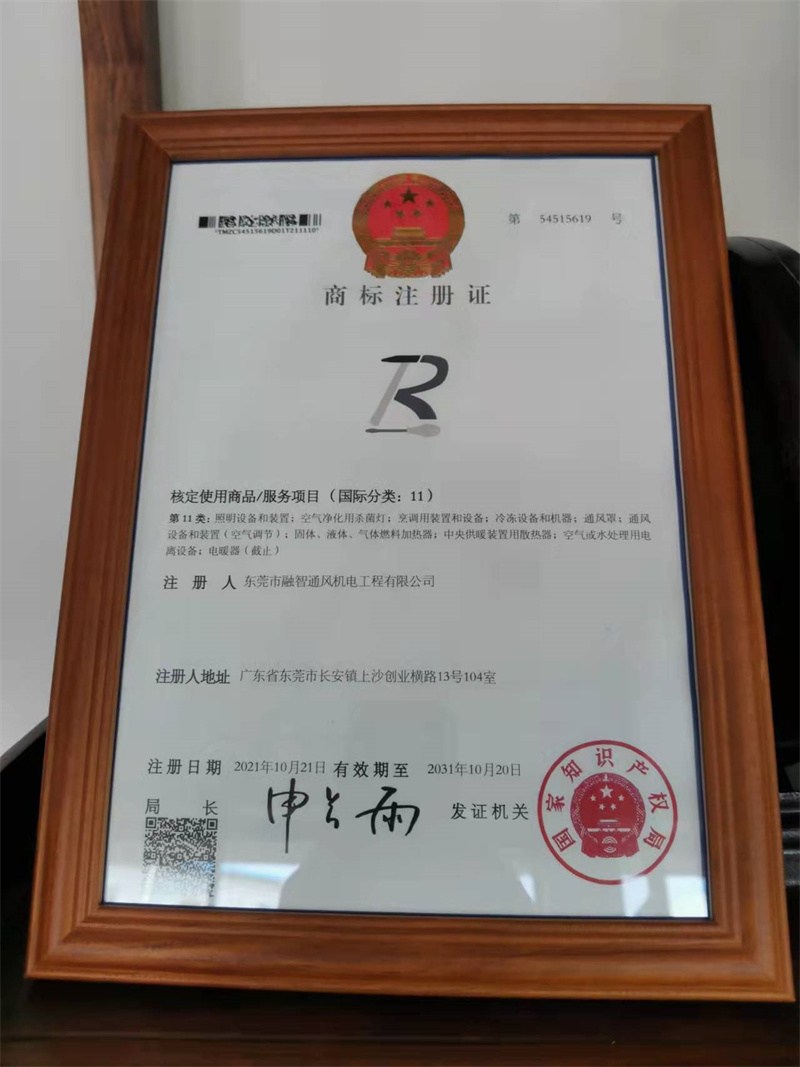 第 54515619 号
*TMZC54515619D01T211110*
商标注册证
R
核定使用商品/服务项目（国际分类：11）
第11类：照明设备和装置；空气净化用杀菌灯；烹调用装置和设备；冷冻设备和机器；通风罩；通风
设备和装置（空气调节）；固体、液体、气体燃料加热器；中央供暖装置用散热器；空气或水处理用电
离设备；电暖器（截止）
注 册 人 东莞市融智通风机电工程有限公司
注册人地址 广东省东莞市长安镇上沙创业横路13号104室
注册日期 2021年10月21日 有效期至 2031年10月20日
局 长 申长雨 发证机关
国家知识产权局